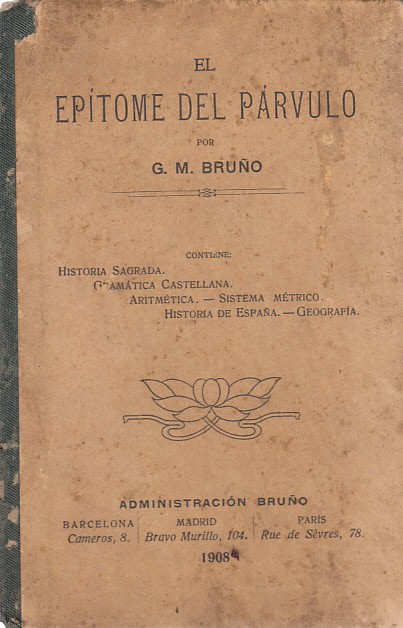 EL
EPÍTOME DEL PÁRVULO
POR
G. M. BRUÑO
CONTIENE:
HISTORIA SAGRADA.
GRAMÁTICA CASTELLANA.
ARITMÉTICA. — SISTEMA MÉTRICO.
HISTORIA DE ESPAÑA. — GEOGRAFÍA.
ADMINISTRACIÓN BRUÑO
BARCELONA MADRID PARÍS
Cameros, 8. Bravo Murillo, 104. Rue de Sèvres, 78.
1908